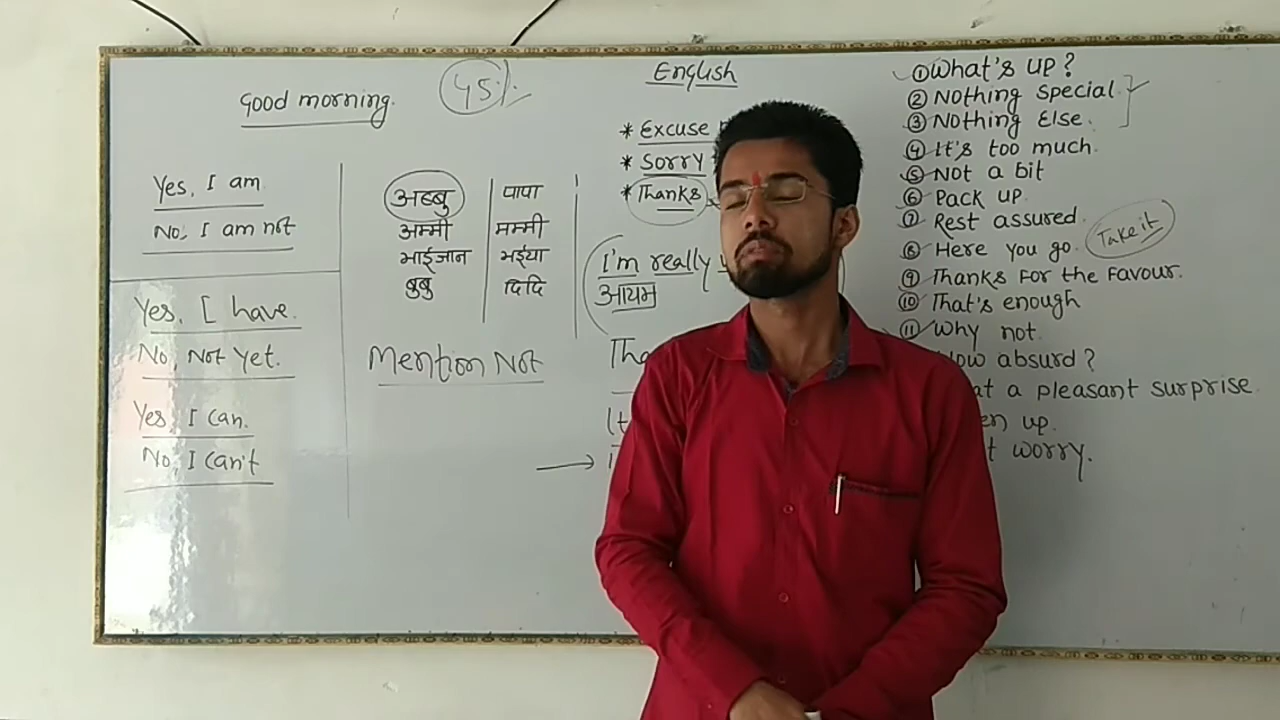 Good morning.
45%
Yes, I am
No, I am not
Yes, I have.
No, Not yet.
Yes, I can.
No, I can't
अब्बु पापा
अम्मी मम्मी
भाईजान भईया
बुबु दिदि
Mention Not
English
* Excuse
* Sorry
* Thanks
I'm really
आयम
① What's up?
② Nothing special
③ Nothing Else.
④ It's too much.
⑤ Not a bit
⑥ Pack up.
⑦ Rest assured.
⑧ Here you go.
Take it
⑨ Thanks for the Favour.
⑩ That's enough
⑪ Why not.
absurd?
a pleasant surprise.
up.
worry.